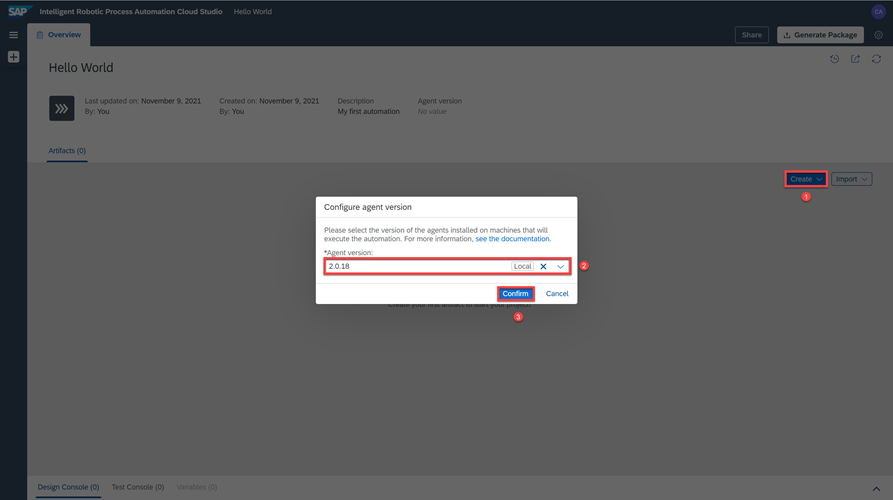 SAP Intelligent Robotic Process Automation Cloud Studio Hello World CA
Overview Share Generate Package
Hello World
Last updated on: November 9, 2021 Created on: November 9, 2021 Description Agent version
By: You By: You My first automation No value
Artifacts (0)
Create Import
1
Configure agent version
Please select the version of the agents installed on machines that will
execute the automation. For more information, see the documentation.
*Agent version:
2.0.18 Local 2
Confirm Cancel
Create your first artifact to start your project.
3
Design Console (0) Test Console (0) Variables (0)